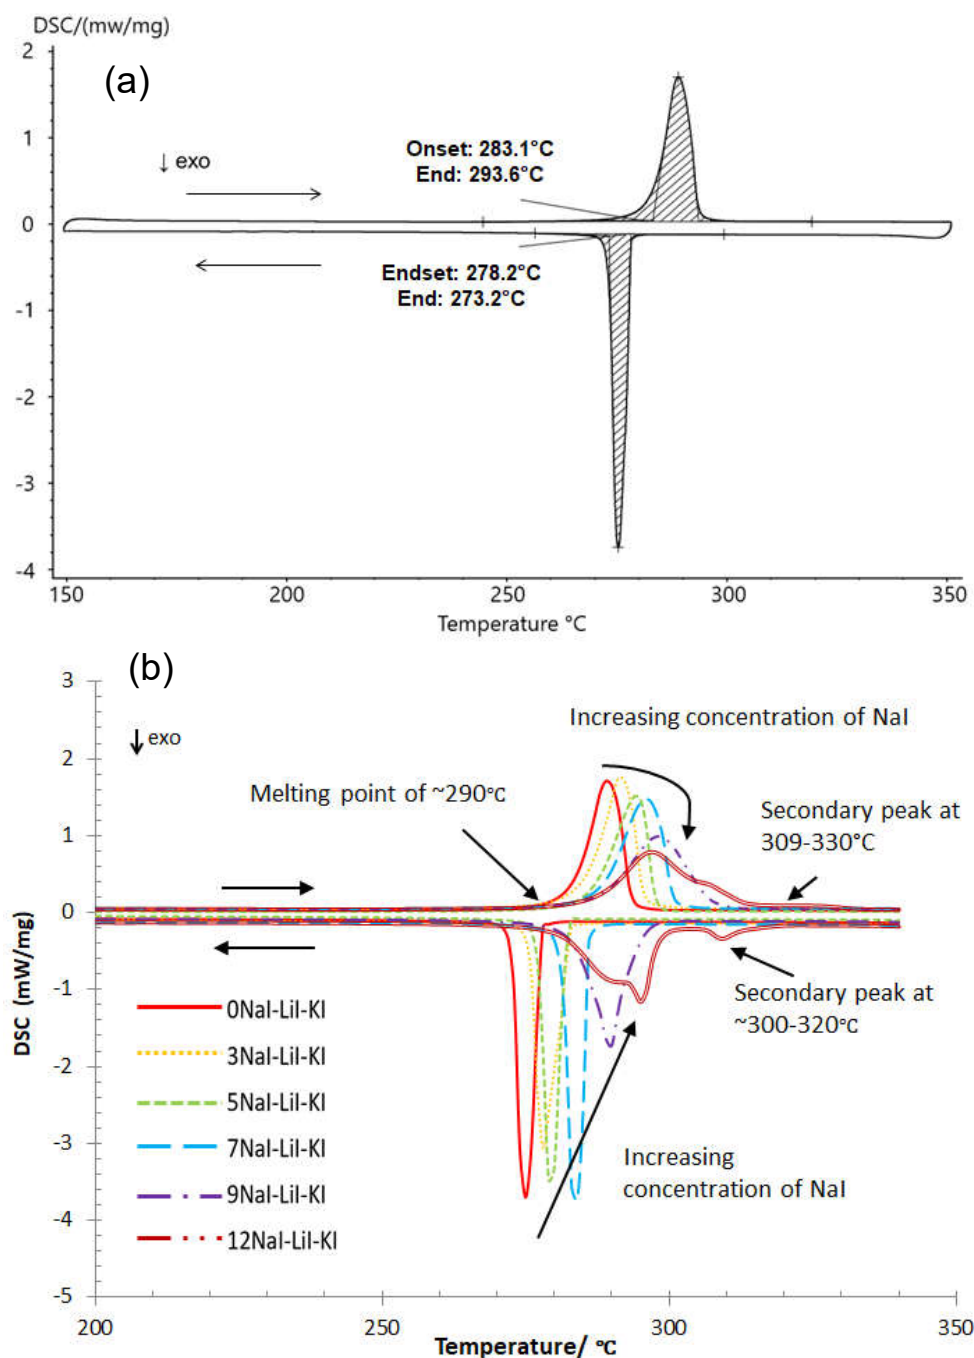 DSC/(mw/mg)
(a)
2
1
0
-1
-2
-3
-4
↓ exo
Onset: 283.1°C
End: 293.6°C
Endset: 278.2°C
End: 273.2°C
150
200
250
300
350
Temperature °C
(b)
3
2
1
0
-1
-2
-3
-4
-5
DSC (mW/mg)
↓ exo
Increasing concentration of NaI
Melting point of ~290℃
Secondary peak at
309-330°C
Secondary peak at
~300-320℃
Increasing
concentration of NaI
0NaI-LiI-KI
3NaI-LiI-KI
5NaI-LiI-KI
7NaI-LiI-KI
9NaI-LiI-KI
12NaI-LiI-KI
200
250
300
350
Temperature/ ℃